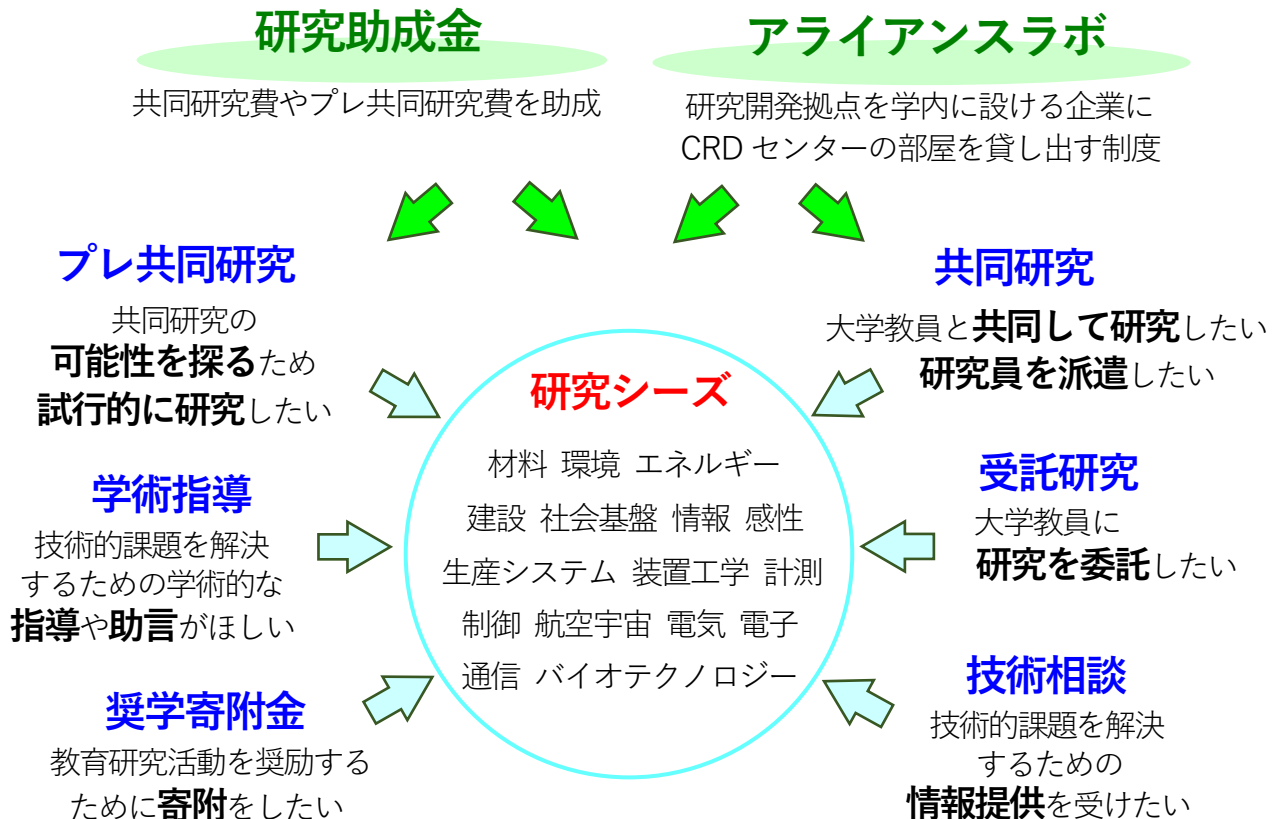 研究助成金
共同研究費やプレ共同研究費を助成
アライアンスラボ
研究開発拠点を学内に設ける企業に
CRD センターの部屋を貸し出す制度
プレ共同研究
共同研究の
可能性を探るため
試行的に研究したい
共同研究
大学教員と共同して研究したい
研究員を派遣したい
研究シーズ
材料 環境 エネルギー
建設 社会基盤 情報 感性
生産システム 装置工学 計測
制御 航空宇宙 電気 電子
通信 バイオテクノロジー
学術指導
技術的課題を解決
するための学術的な
指導や助言がほしい
受託研究
大学教員に
研究を委託したい
奨学寄附金
教育研究活動を奨励する
ために寄附をしたい
技術相談
技術的課題を解決
するための
情報提供を受けたい